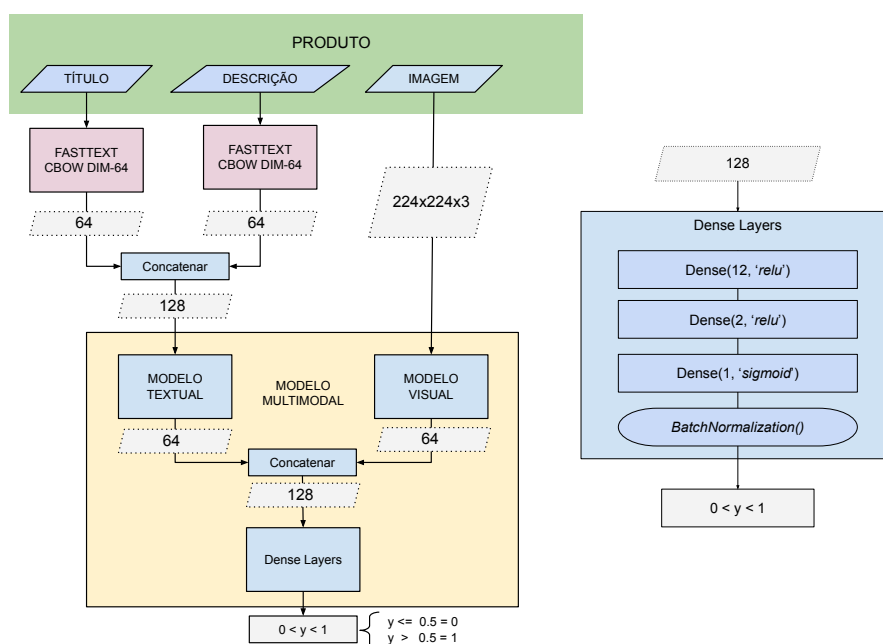 PRODUTO
TÍTULO
DESCRIÇÃO
IMAGEM
FASTTEXT
CBOW DIM-64
FASTTEXT
CBOW DIM-64
64
64
224x224x3
Concatenar
128
MODELO
TEXTUAL
MODELO
MULTIMODAL
MODELO
VISUAL
64
64
Concatenar
128
Dense Layers
0 < y < 1
y <= 0.5 = 0
y > 0.5 = 1
128
Dense Layers
Dense(12, ‘relu’)
Dense(2, ‘relu’)
Dense(1, ‘sigmoid’)
BatchNormalization()
0 < y < 1